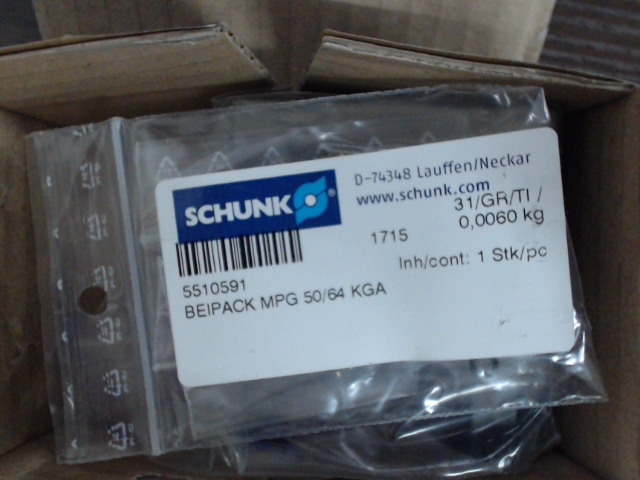 D-74348 Lauffen/Neckar
SCHUNK
www.schunk.com
31/GR/TI /
1715 0,0060 kg
Inh/cont: 1 Stk/pc
5510591
BEIPACK MPG 50/64 KGA